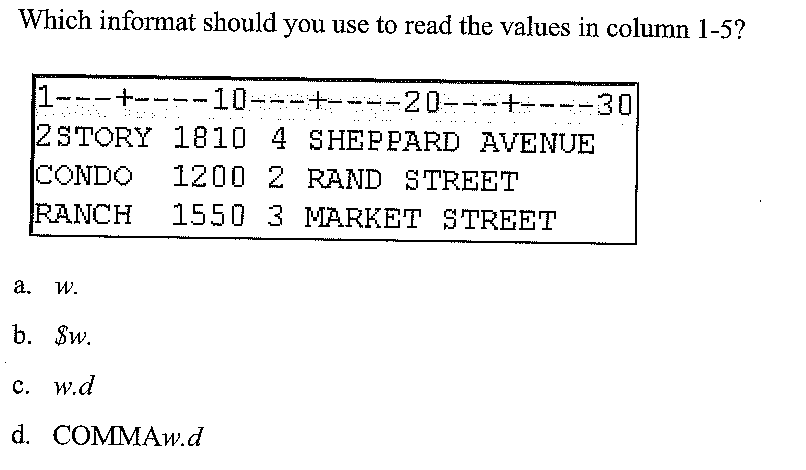 Which informat should you use to read the values in column 1-5?
1---+----10---+----20---+----30
2STORY 1810 4 SHEPPARD AVENUE
CONDO  1200 2 RAND STREET
RANCH  1550 3 MARKET STREET
a. w.
b. $w.
c. w.d
d. COMMAw.d